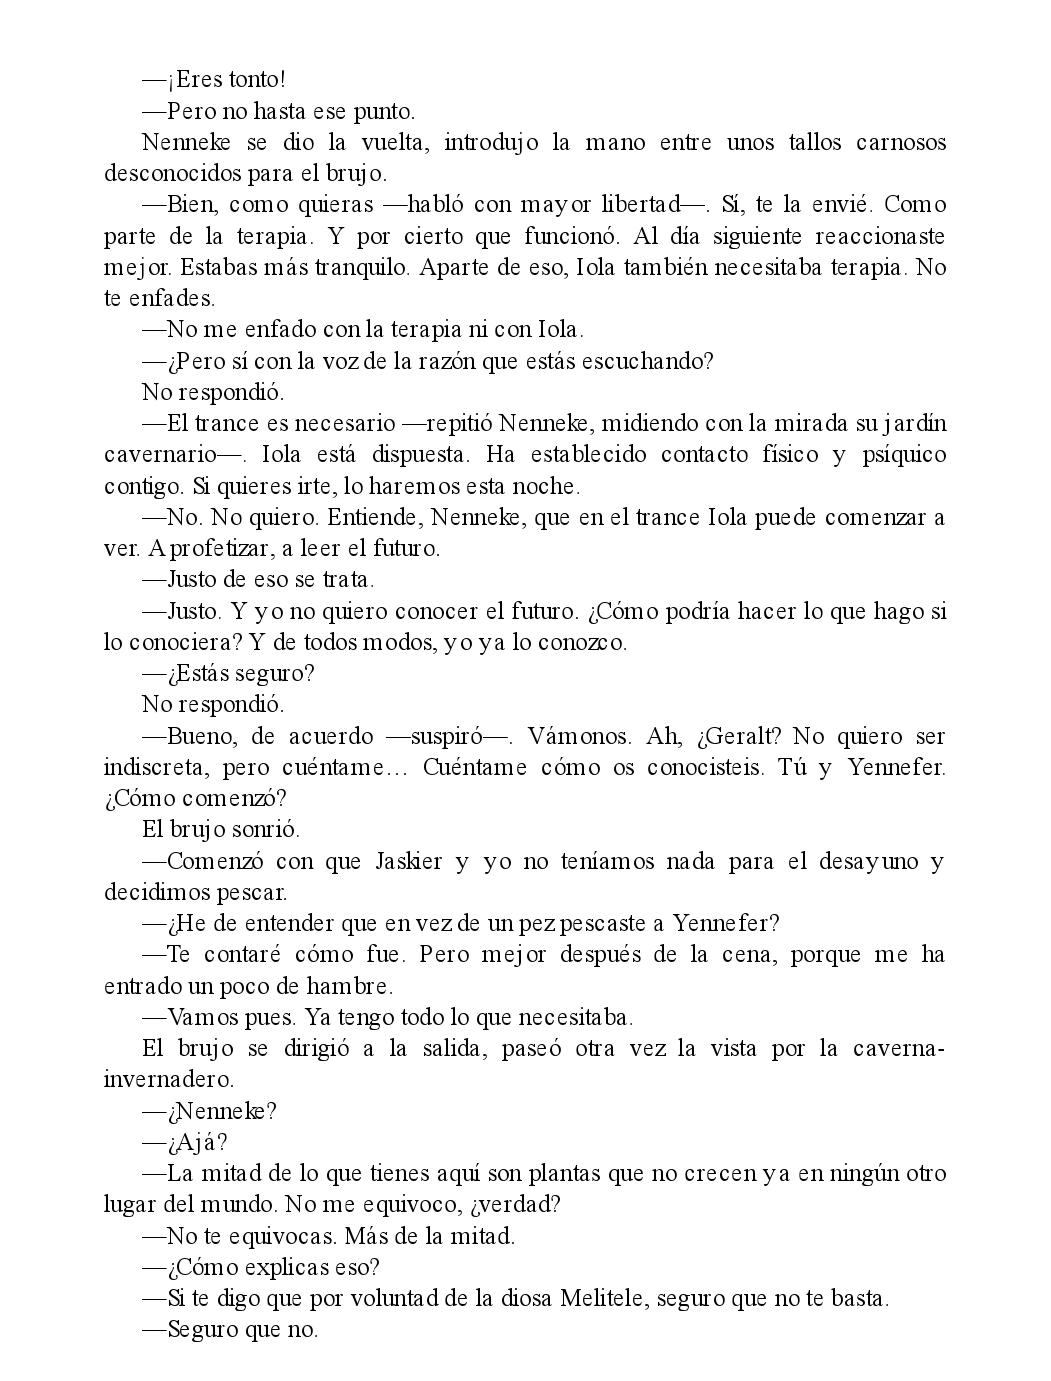 —¡Eres tonto!
—Pero no hasta ese punto.
Nenneke se dio la vuelta, introdujo la mano entre unos tallos carnosos
desconocidos para el brujo.
—Bien, como quieras —habló con mayor libertad—. Sí, te la envié. Como
parte de la terapia. Y por cierto que funcionó. Al día siguiente reaccionaste
mejor. Estabas más tranquilo. Aparte de eso, Iola también necesitaba terapia. No
te enfades.
—No me enfado con la terapia ni con Iola.
—¿Pero sí con la voz de la razón que estás escuchando?
No respondió.
—El trance es necesario —repitió Nenneke, midiendo con la mirada su jardín
cavernario—. Iola está dispuesta. Ha establecido contacto físico y psíquico
contigo. Si quieres irte, lo haremos esta noche.
—No. No quiero. Entiende, Nenneke, que en el trance Iola puede comenzar a
ver. A profetizar, a leer el futuro.
—Justo de eso se trata.
—Justo. Y yo no quiero conocer el futuro. ¿Cómo podría hacer lo que hago si
lo conociera? Y de todos modos, yo ya lo conozco.
—¿Estás seguro?
No respondió.
—Bueno, de acuerdo —suspiró—. Vámonos. Ah, ¿Geralt? No quiero ser
indiscreta, pero cuéntame… Cuéntame cómo os conocisteis. Tú y Yennefer.
¿Cómo comenzó?
El brujo sonrió.
—Comenzó con que Jaskier y yo no teníamos nada para el desayuno y
decidimos pescar.
—¿He de entender que en vez de un pez pescaste a Yennefer?
—Te contaré cómo fue. Pero mejor después de la cena, porque me ha
entrado un poco de hambre.
—Vamos pues. Ya tengo todo lo que necesitaba.
El brujo se dirigió a la salida, paseó otra vez la vista por la caverna-
invernadero.
—¿Nenneke?
—¿Ajá?
—La mitad de lo que tienes aquí son plantas que no crecen ya en ningún otro
lugar del mundo. No me equivoco, ¿verdad?
—No te equivocas. Más de la mitad.
—¿Cómo explicas eso?
—Si te digo que por voluntad de la diosa Melitele, seguro que no te basta.
—Seguro que no.